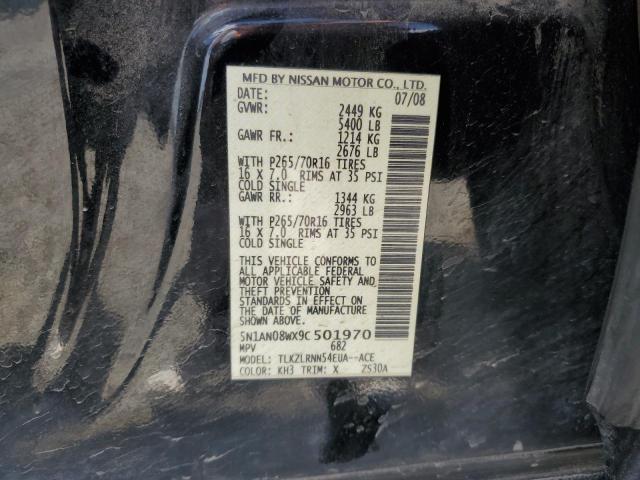 MFD BY NISSAN MOTOR CO., LTD.
DATE: 07/08
GVWR: 2449 KG
5400 LB
GAWR FR.: 1214 KG
2676 LB
WITH P265/70R16 TIRES
16 X 7.0 RIMS AT 35 PSI
COLD SINGLE
GAWR RR.: 1344 KG
2963 LB
WITH P265/70R16 TIRES
16 X 7.0 RIMS AT 35 PSI
COLD SINGLE
THIS VEHICLE CONFORMS TO
ALL APPLICABLE FEDERAL
MOTOR VEHICLE SAFETY AND
THEFT PREVENTION
STANDARDS IN EFFECT ON
THE DATE OF MANUFACTURE
SHOWN ABOVE.
5N1AN08WX9C501970
MPV 682
MODEL: TLKZLRNN54EUA--ACE
COLOR: KH3 TRIM: X ZS30A